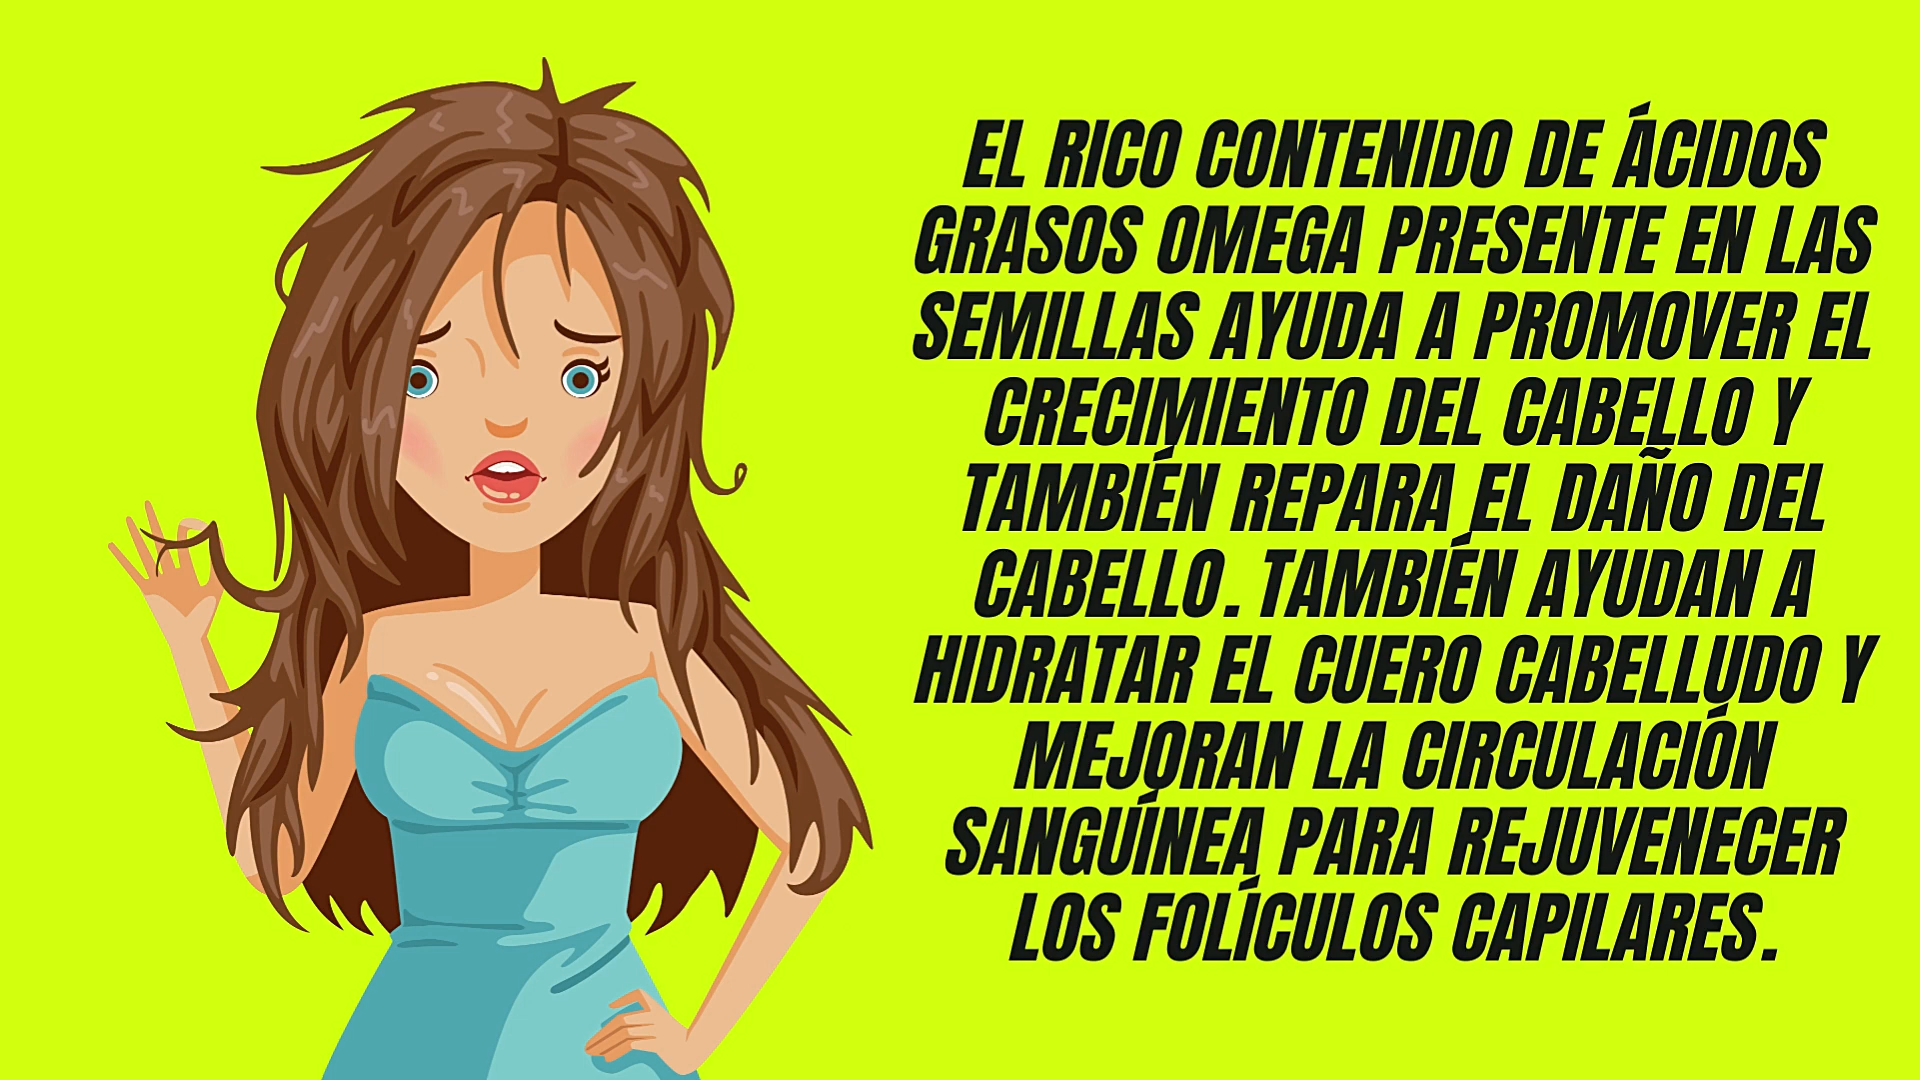 EL RICO CONTENIDO DE ÁCIDOS
GRASOS OMEGA PRESENTE EN LAS
SEMILLAS AYUDA A PROMOVER EL
CRECIMIENTO DEL CABELLO Y
TAMBIÉN REPARA EL DAÑO DEL
CABELLO. TAMBIÉN AYUDAN A
HIDRATAR EL CUERO CABELLUDO Y
MEJORAN LA CIRCULACIÓN
SANGUÍNEA PARA REJUVENECER
LOS FOLÍCULOS CAPILARES.